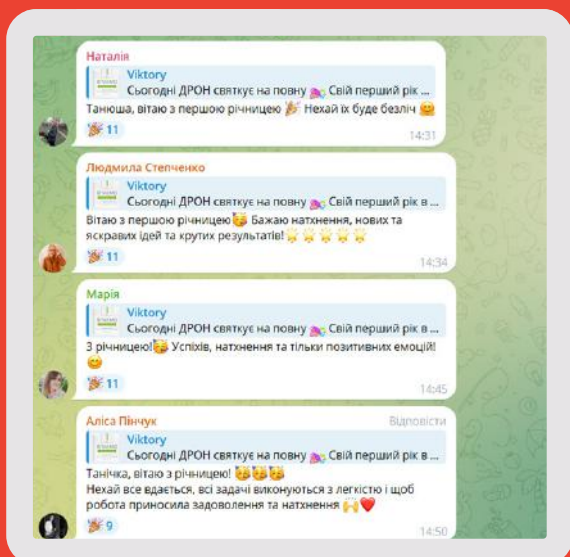 Наталія
Viktory
Сьогодні ДРОН святкує на повну 🎉 Свій перший рік ...
Танюша, вітаю з першою річницею 🎉 Нехай їх буде безліч 🤗
🎉 11
14:31
Людмила Степченко
Viktory
Сьогодні ДРОН святкує на повну 🎉 Свій перший рік в ...
Вітаю з першою річницею🥳 Бажаю натхнення, нових та
яскравих ідей та крутих результатів!🌟🌟🌟🌟🌟
🎉 11
14:34
Марія
Viktory
Сьогодні ДРОН святкує на повну 🎉 Свій перший рік в ...
З річницею!🥳 Успіхів, натхнення та тільки позитивних емоцій!
😊
🎉 11
14:45
Аліса Пінчук
Відповісти
Viktory
Сьогодні ДРОН святкує на повну 🎉 Свій перший рік в ...
Танічка, вітаю з річницею! 🥳🥳🥳
Нехай все вдається, всі задачі виконуються з легкістю і щоб
робота приносила задоволення та натхнення 🙌❤️
🎉 9
14:50